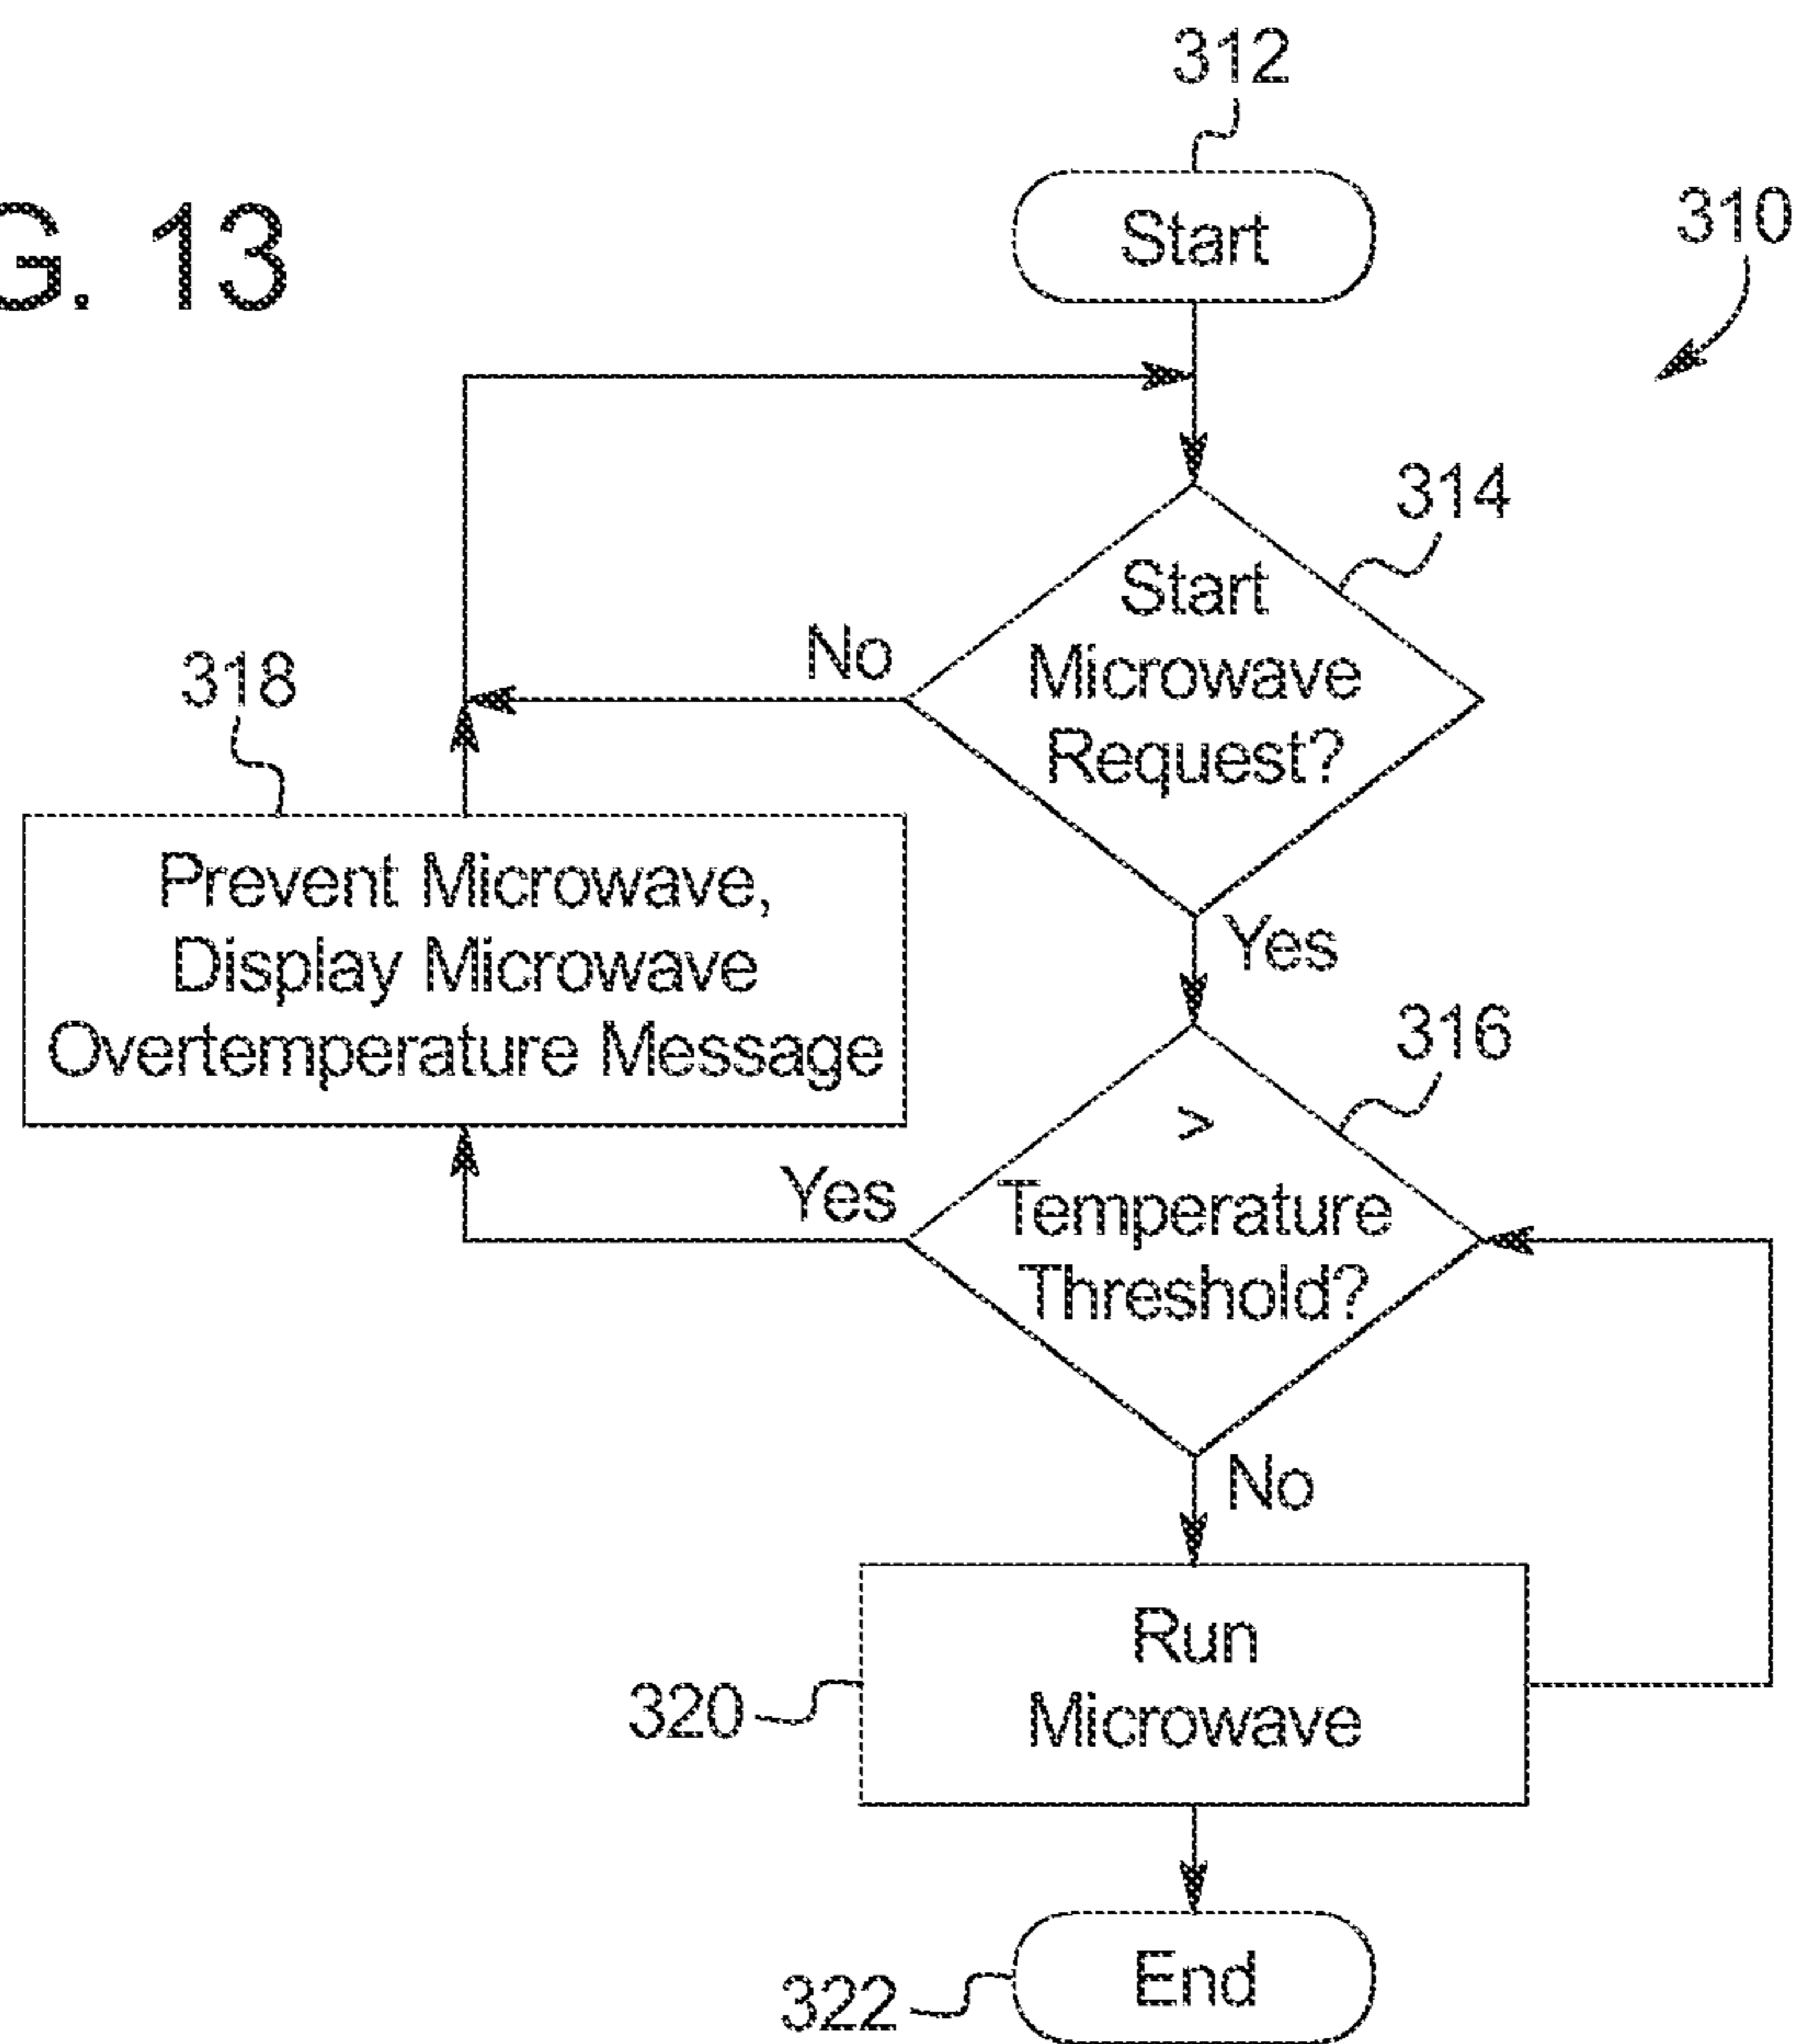 G. 13
312
Start
310
314
Start
Microwave
Request?
No
318
Prevent Microwave,
Display Microwave
Overtemperature Message
Yes
316
>
Temperature
Threshold?
Yes
No
320
Run
Microwave
322
End